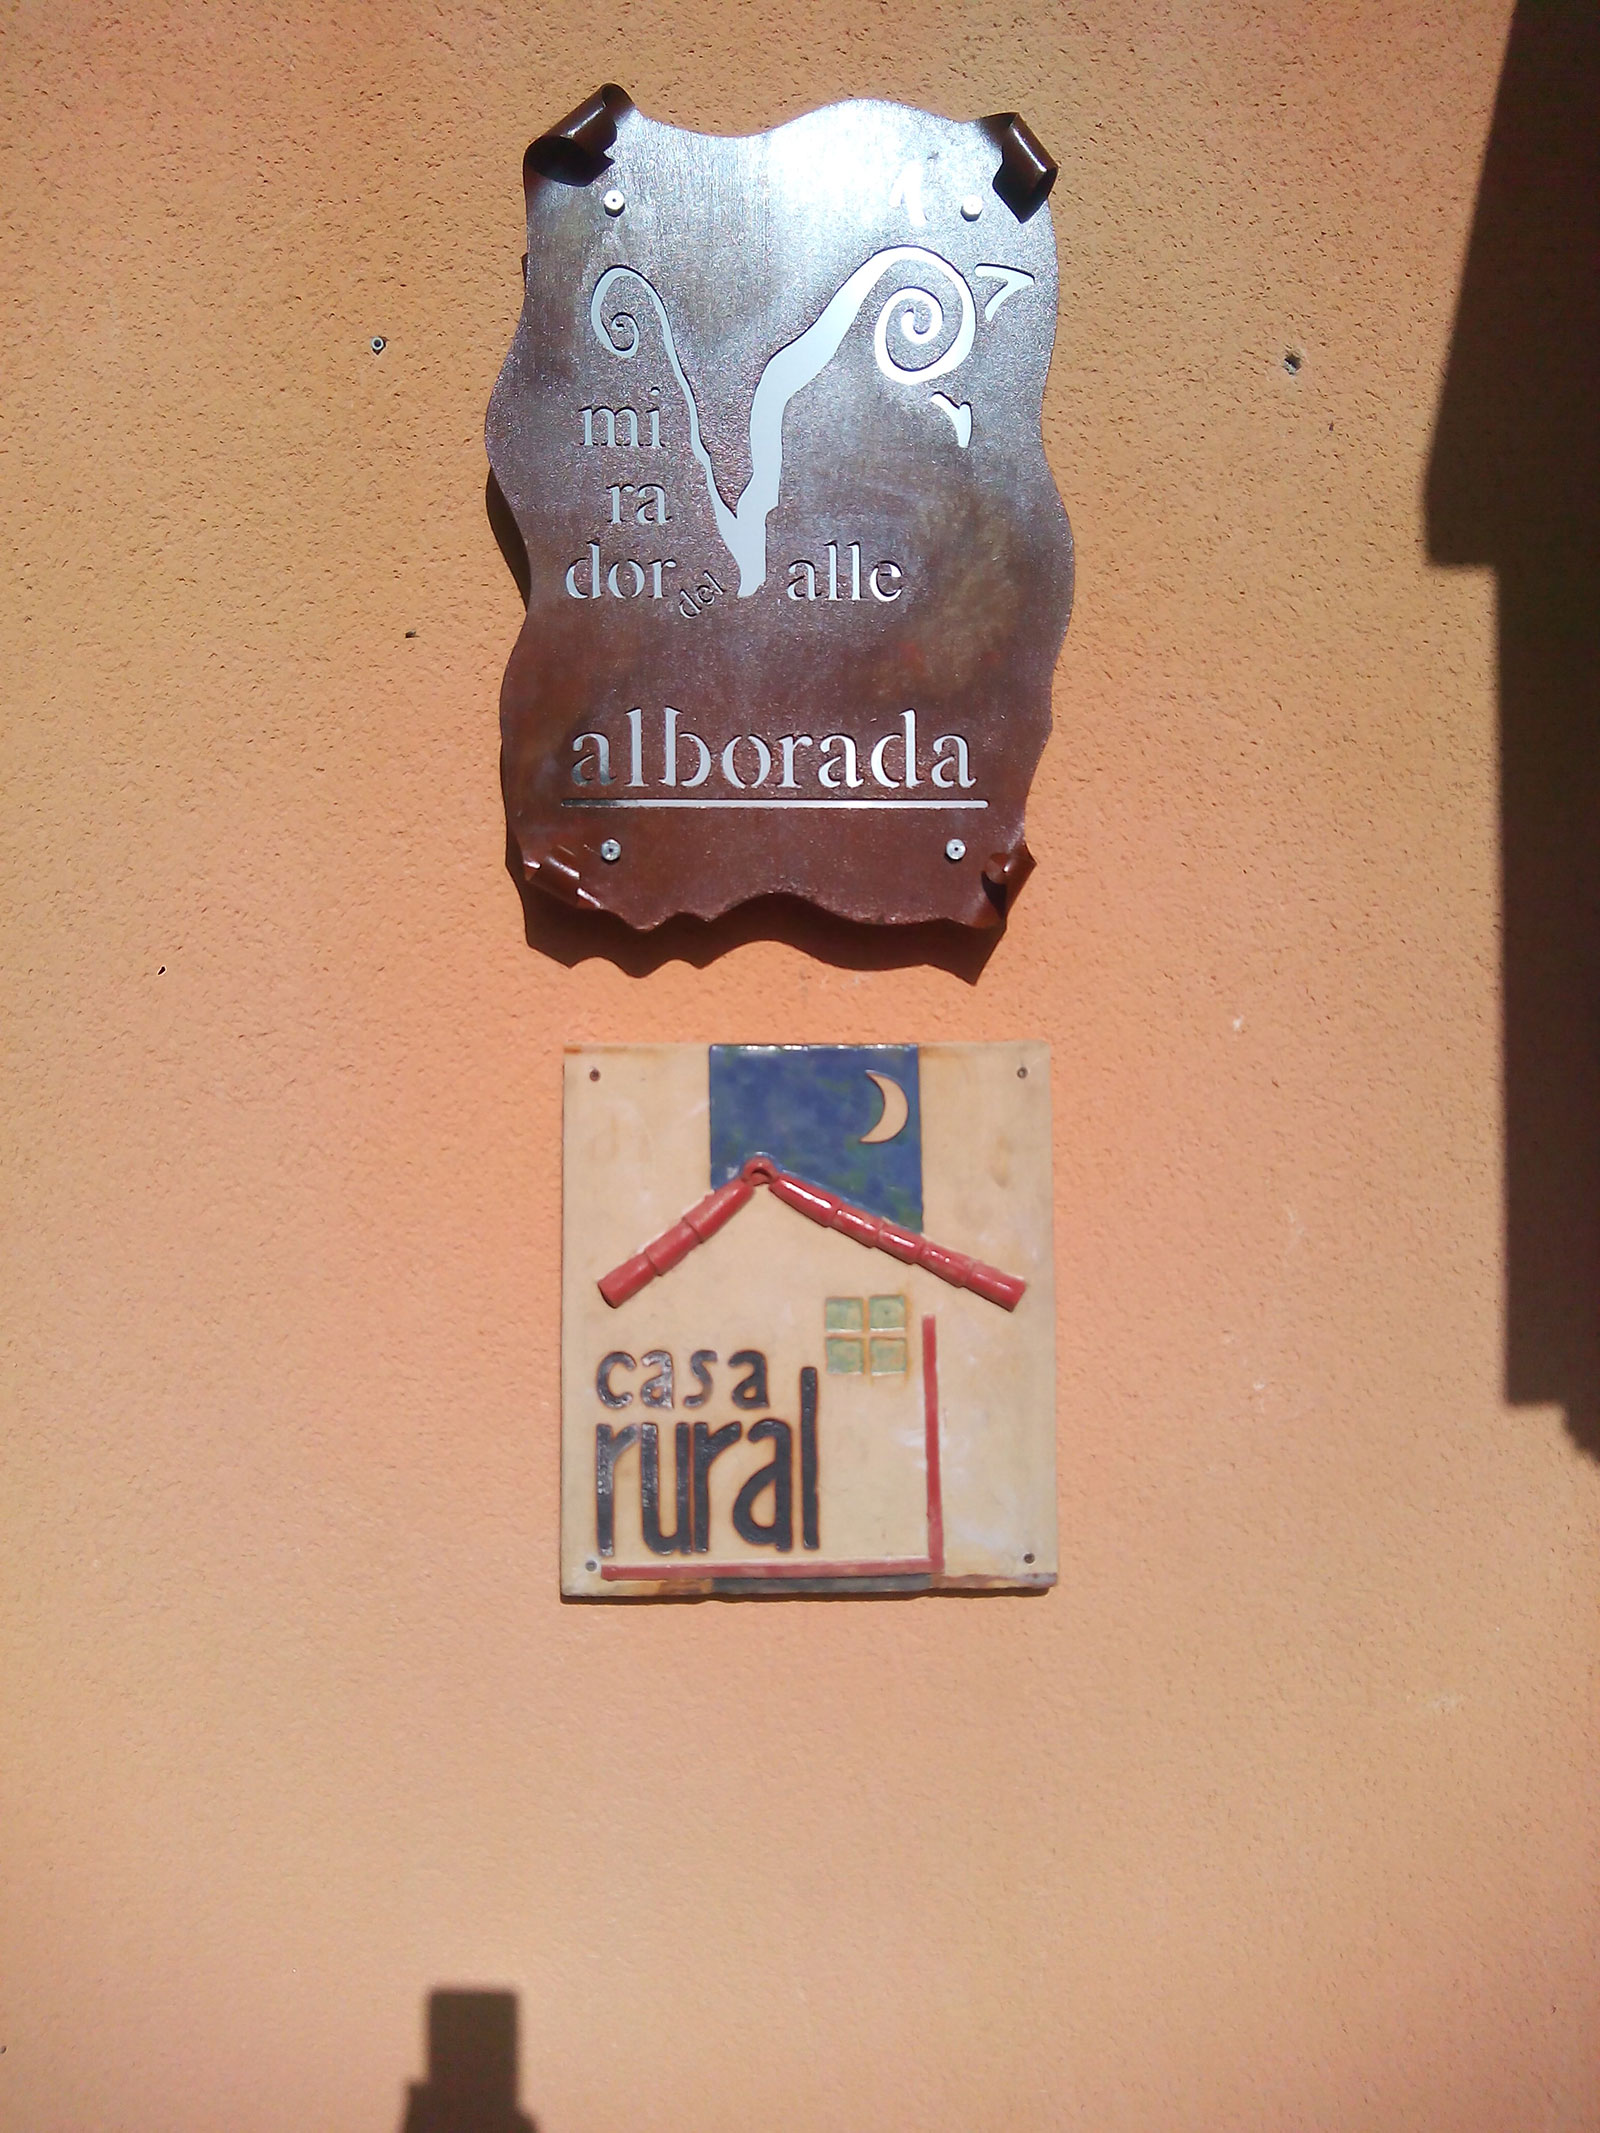 mi
ra
dor del Valle
alborada
casa
rural